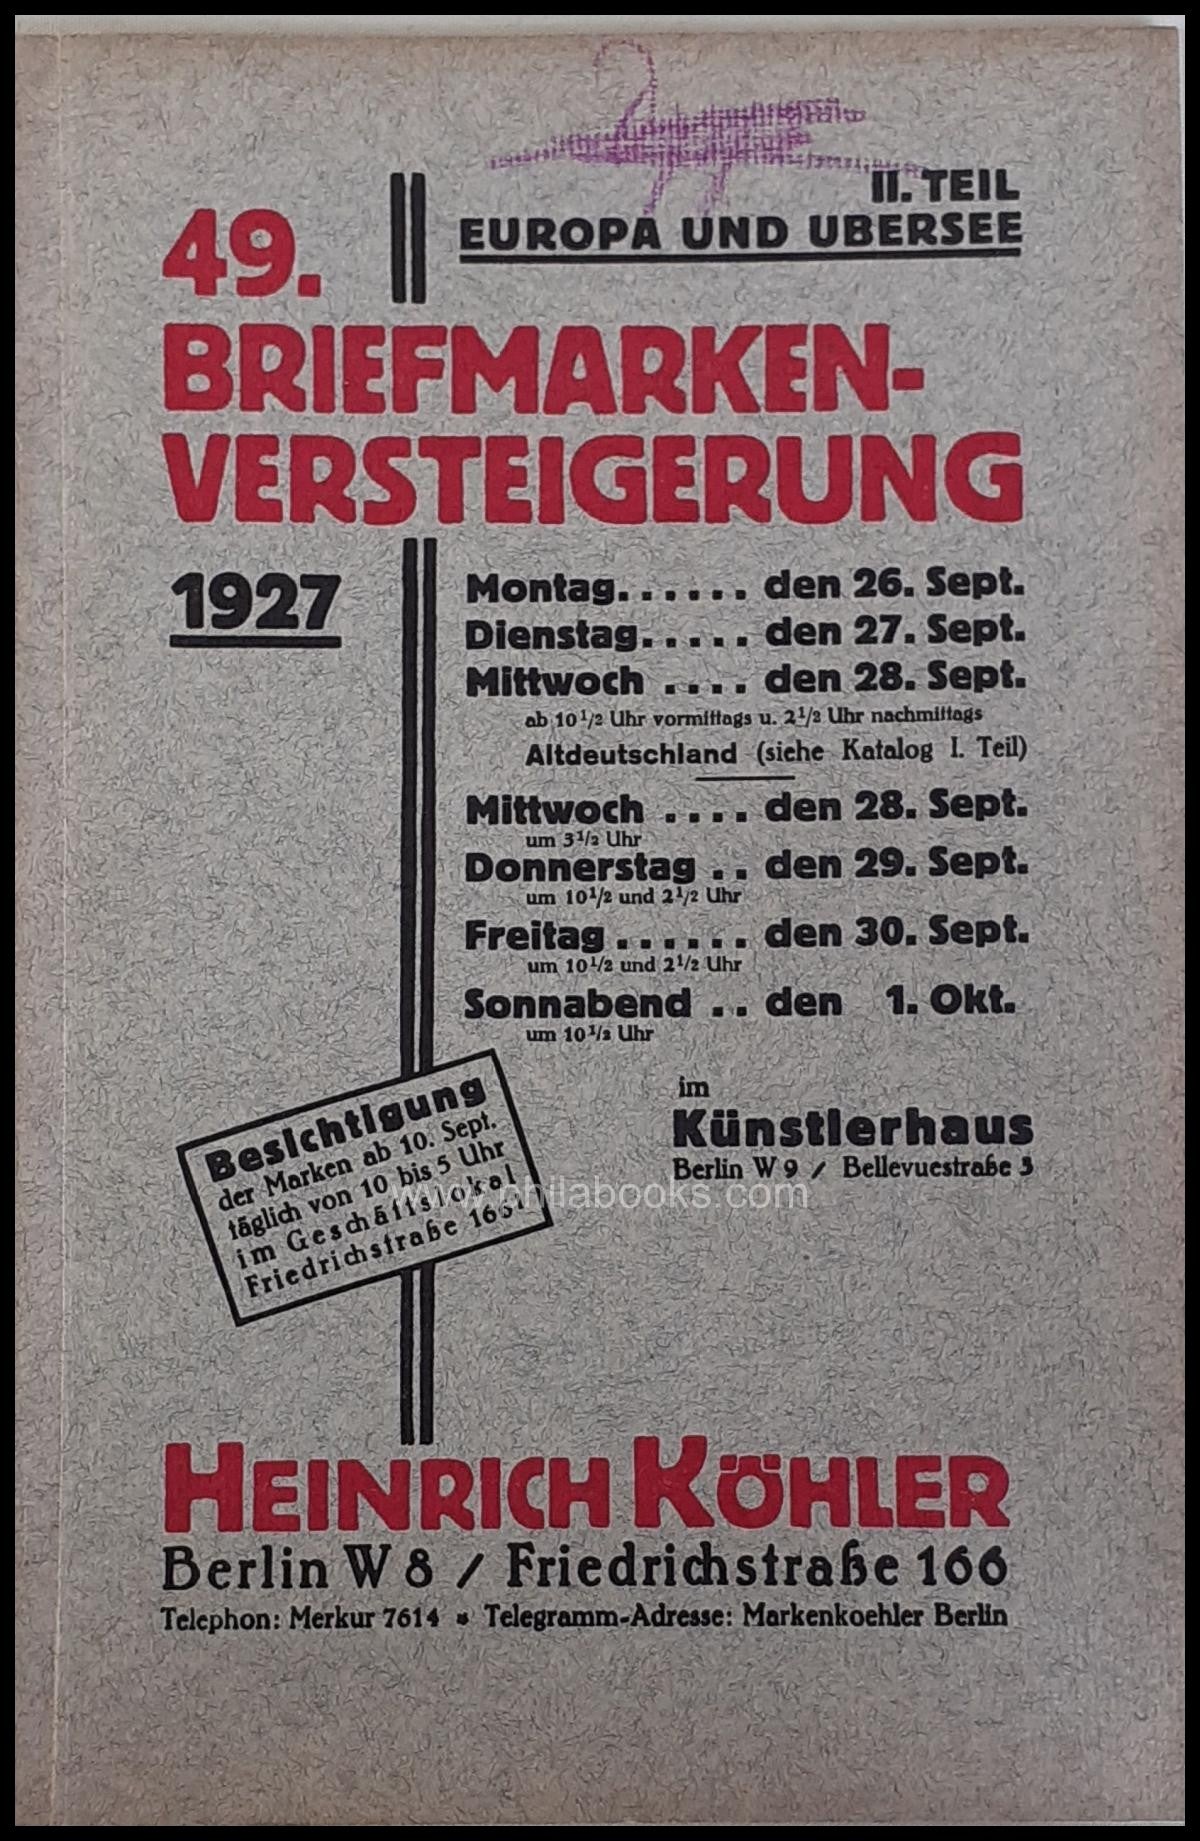 II. TEIL
EUROPA UND UBERSEE
49.
BRIEFMARKEN-
VERSTEIGERUNG
1927
Montag...... den 26. Sept.
Dienstag..... den 27. Sept.
Mittwoch .... den 28. Sept.
ab 10 1/2 Uhr vormittags u. 2 1/2 Uhr nachmittags
Altdeutschland (siehe Katalog I. Teil)
Mittwoch .... den 28. Sept.
um 3 1/2 Uhr
Donnerstag .. den 29. Sept.
um 10 1/2 und 2 1/2 Uhr
Freitag ...... den 30. Sept.
um 10 1/2 und 2 1/2 Uhr
Sonnabend .. den 1. Okt.
um 10 1/2 Uhr
im
Künstlerhaus
Berlin W 9 / Bellevuestraße 3
Besichtigung
der Marken ab 10. Sept.
täglich von 10 bis 5 Uhr
im Geschäftslokal
Friedrichstraße 166I
www.philabooks.com
HEINRICH KÖHLER
Berlin W 8 / Friedrichstraße 166
Telephon: Merkur 7614 * Telegramm-Adresse: Markenkoehler Berlin